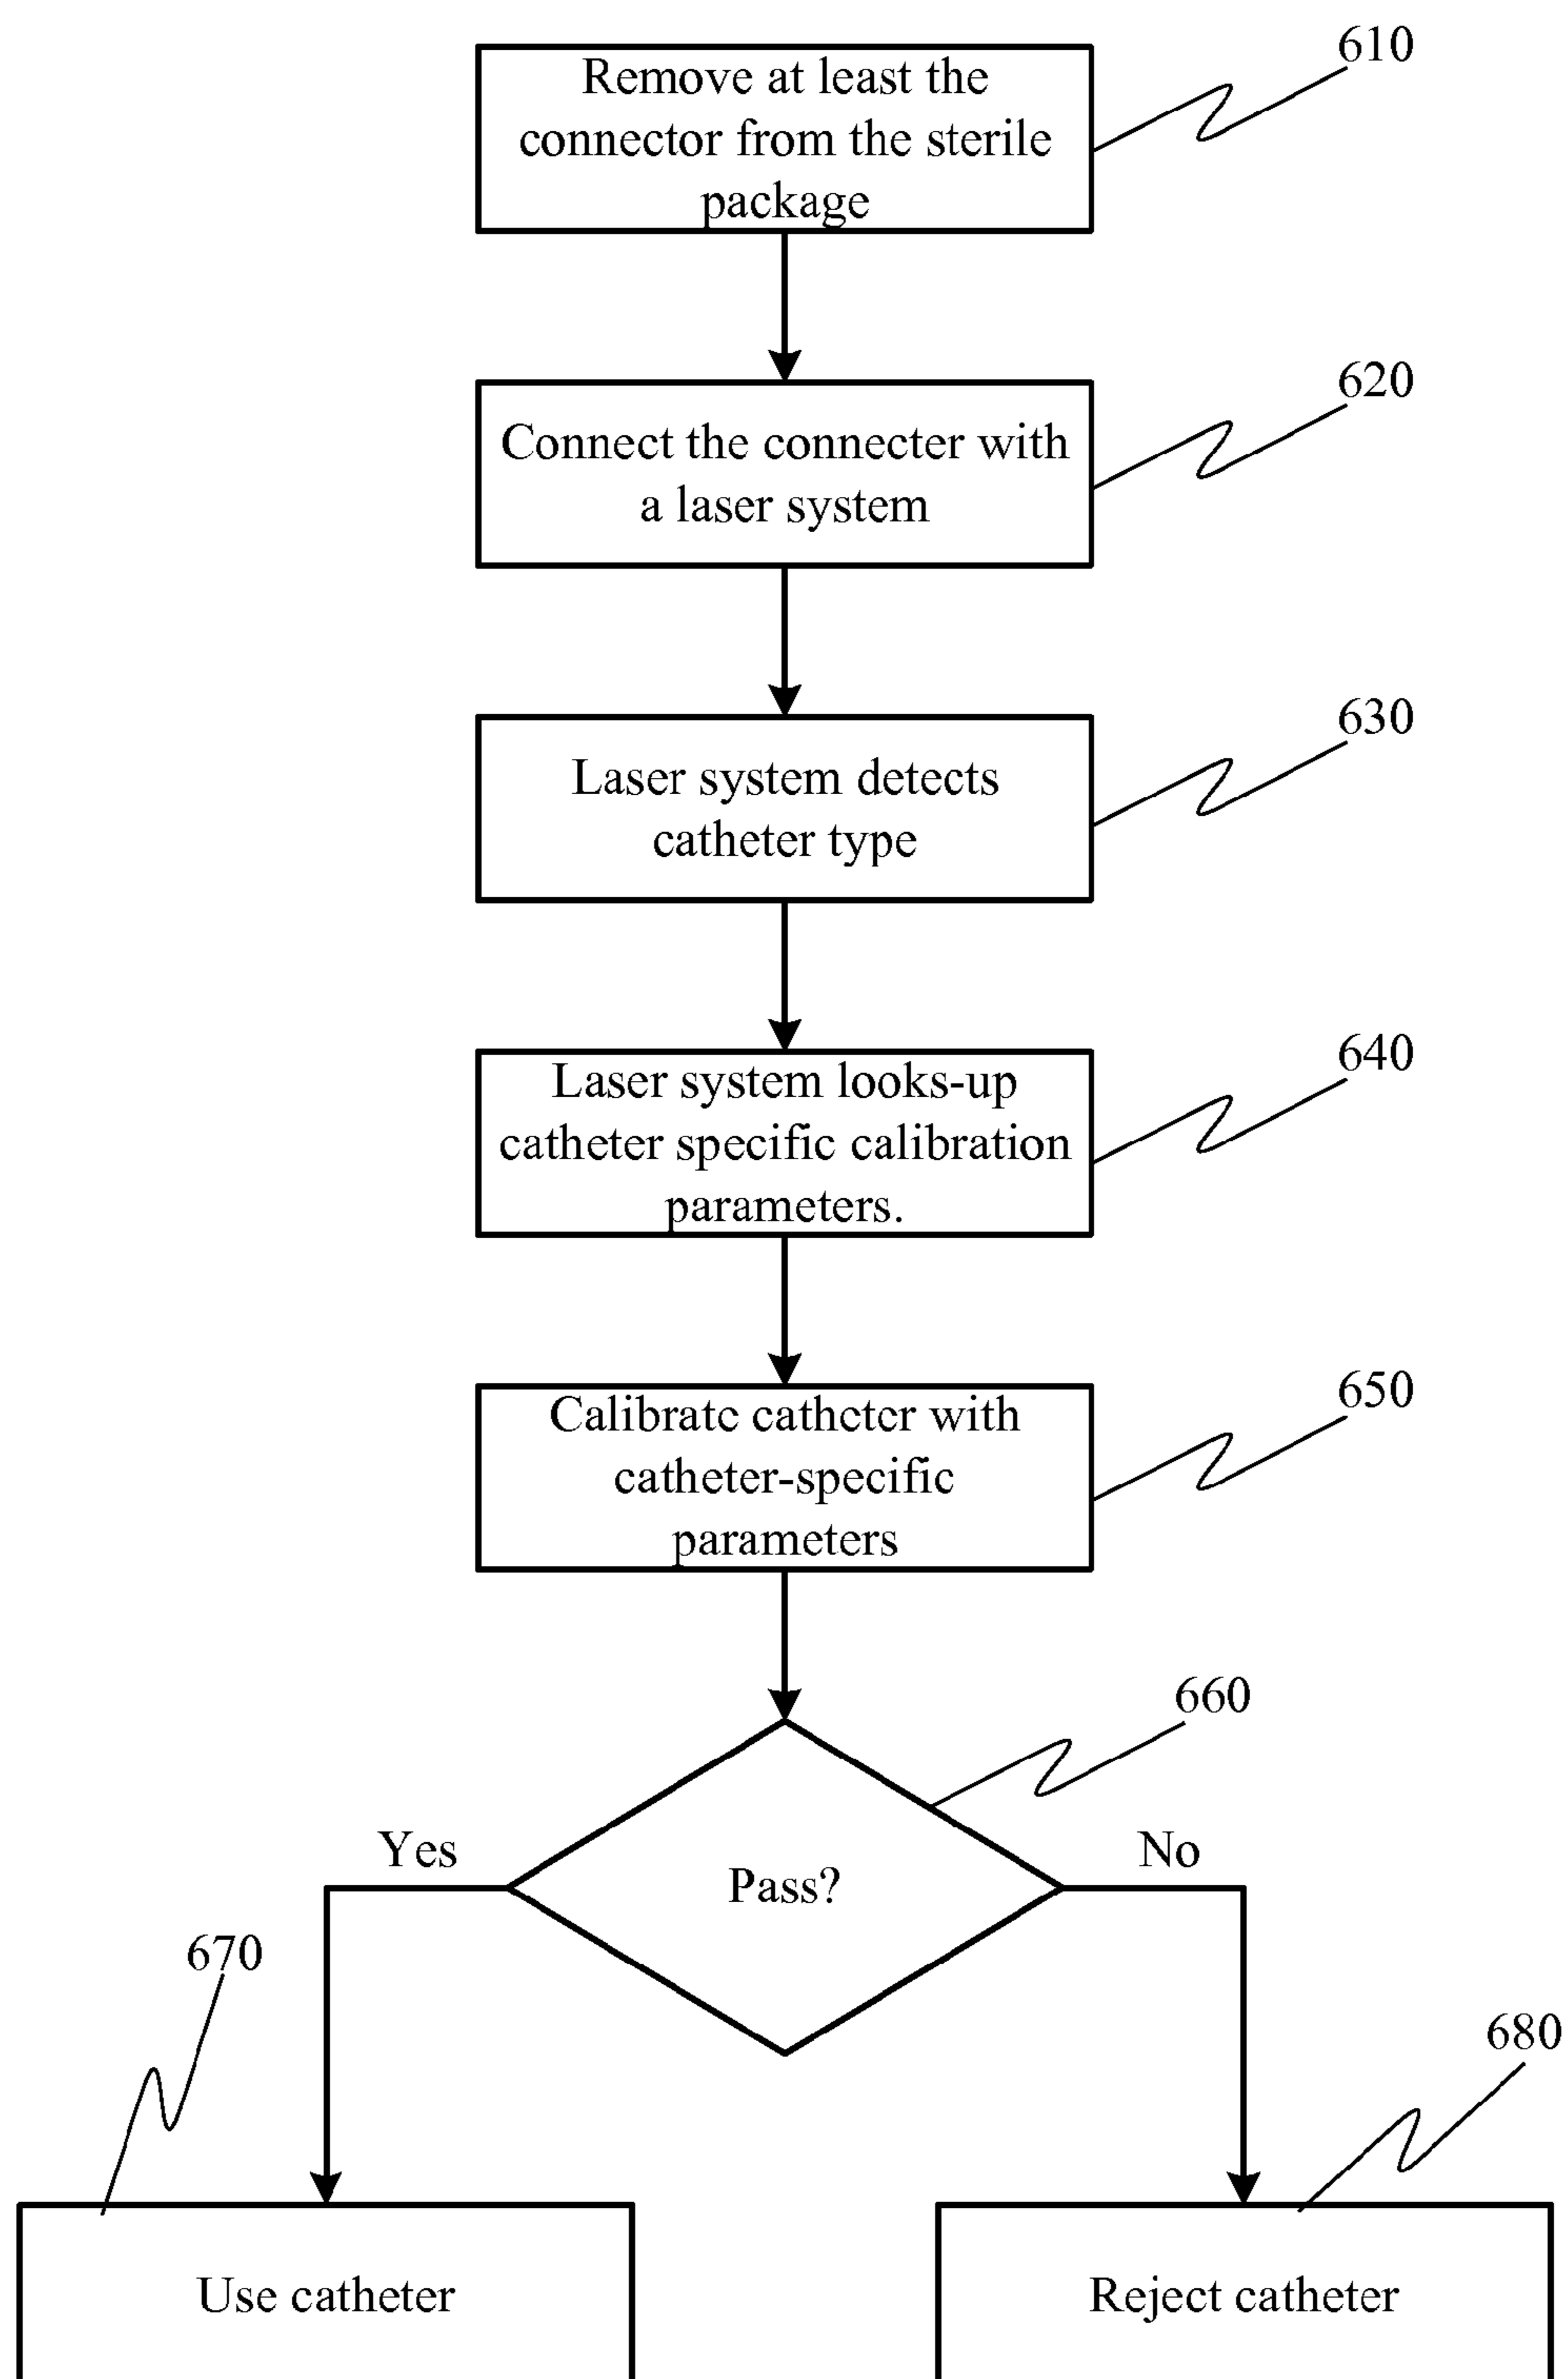 610
Remove at least the
connector from the sterile
package
620
Connect the connecter with
a laser system
630
Laser system detects
catheter type
640
Laser system looks-up
catheter specific calibration
parameters.
650
Calibrate catheter with
catheter-specific
parameters
660
Yes
No
Pass?
670
680
Use catheter
Reject catheter